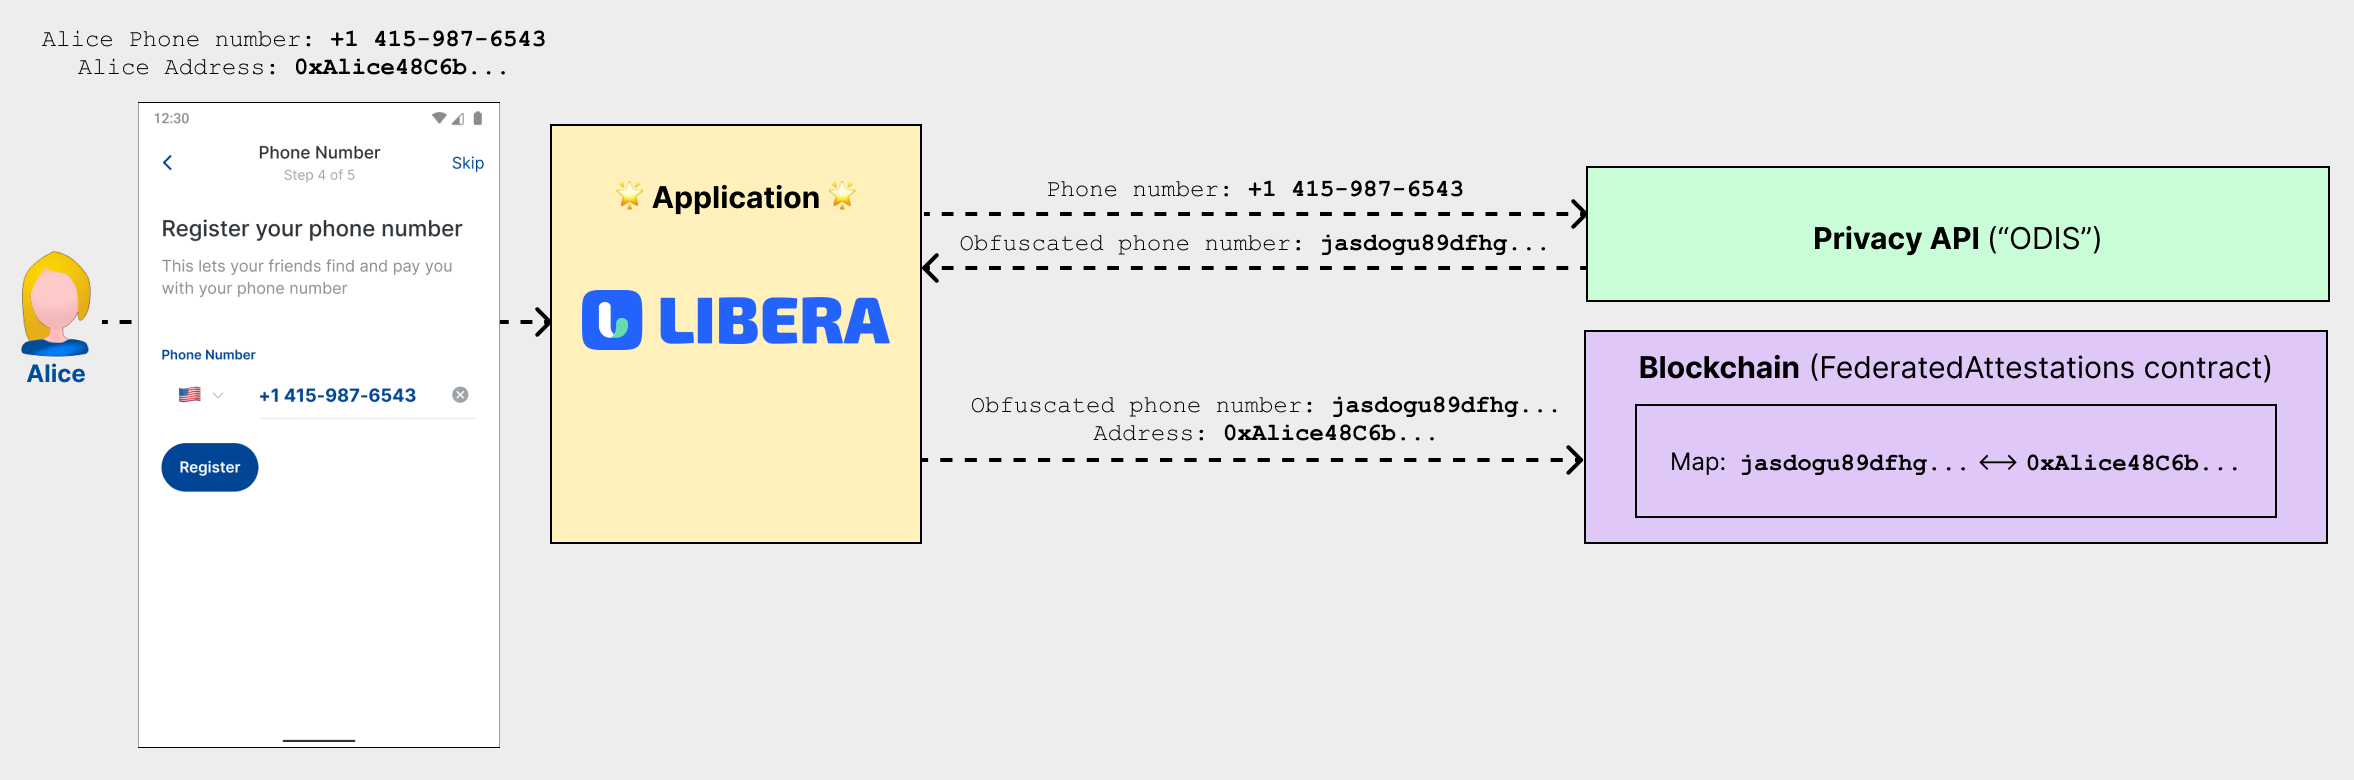 Alice Phone number: +1 415-987-6543
Alice Address: 0xAlice48C6b...
12:30
Phone Number
Skip
Step 4 of 5
Register your phone number
This lets your friends find and pay you
with your phone number
Phone Number
+1 415-987-6543
Register
Alice
🌟 Application 🌟
LIBERA
Phone number: +1 415-987-6543
Obfuscated phone number: jasdogu89dfhg...
Obfuscated phone number: jasdogu89dfhg...
Address: 0xAlice48C6b...
Privacy API (“ODIS”)
Blockchain (FederatedAttestations contract)
Map: jasdogu89dfhg... ⟷ 0xAlice48C6b...